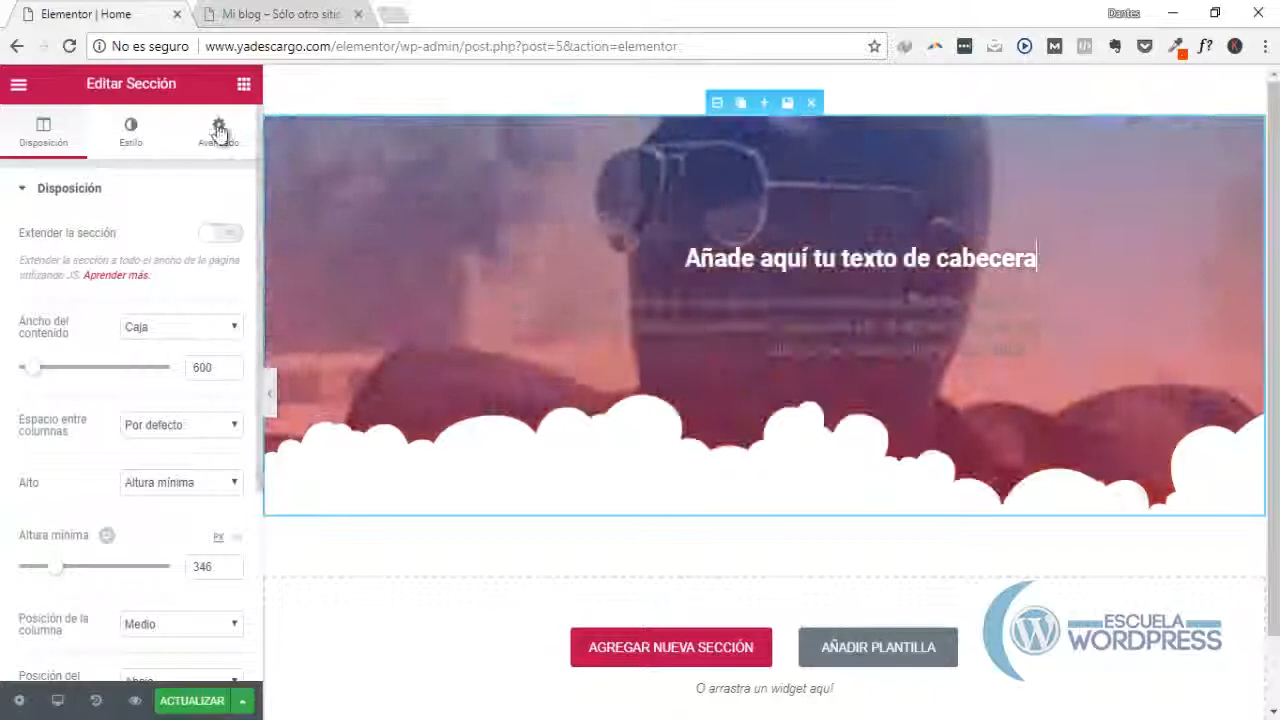 Elementor | Home
Mi blog – Sólo otro sitio
Dantes
No es seguro
www.yadescargo.com/elementor/wp-admin/post.php?post=5&action=elementor
Editar Sección
Disposición
Estilo
Avanzado
Disposición
Extender la sección
Extender la sección a todo el ancho de la página
utilizando JS. Aprender más.
Ancho del
contenido
Caja
600
Espacio entre
columnas
Por defecto
Alto
Altura mínima
Altura mínima
PX
346
Posición de la
columna
Medio
Posición del
ACTUALIZAR
Añade aquí tu texto de cabecera
AGREGAR NUEVA SECCIÓN
AÑADIR PLANTILLA
O arrastra un widget aquí
ESCUELA
WORDPRESS